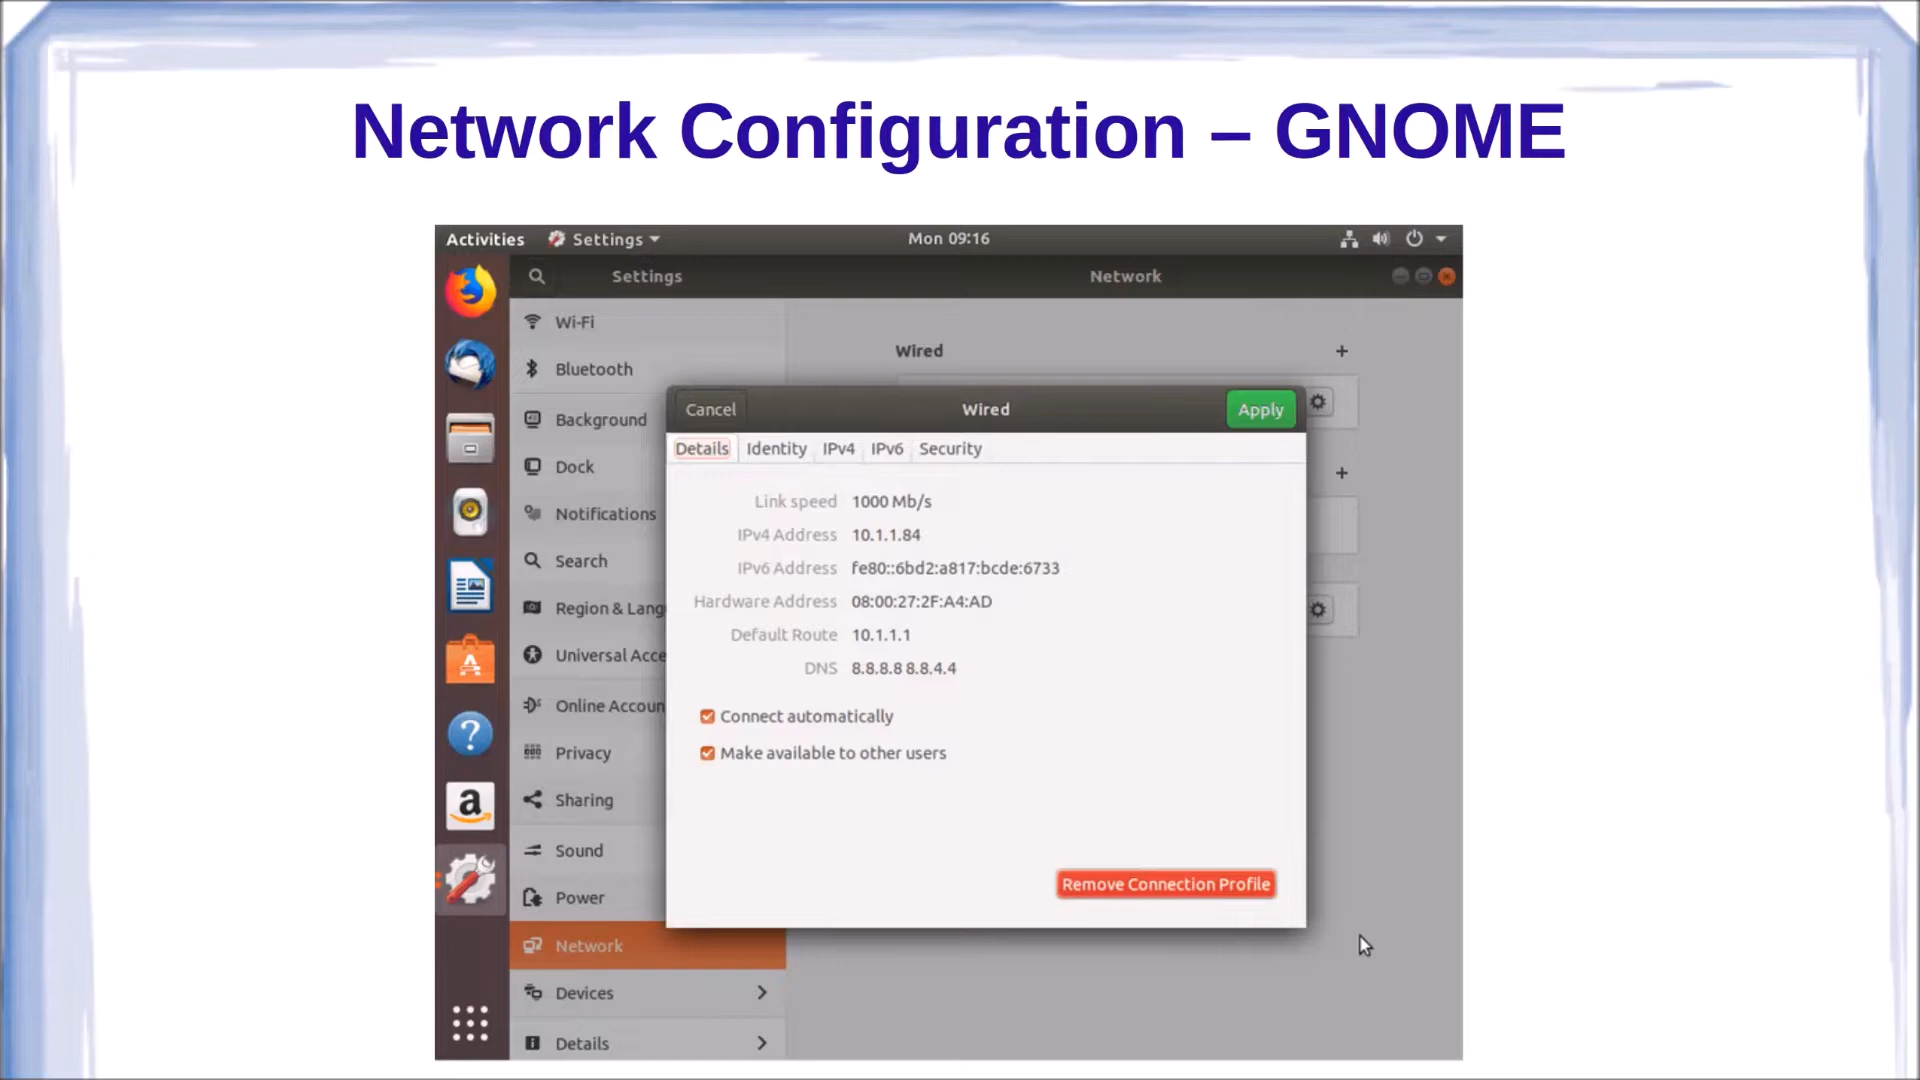 Network Configuration – GNOME
Activities Settings Mon 09:16
Settings Network
Wi-Fi
Bluetooth
Background
Dock
Notifications
Search
Region & Lang
Universal Acce
Online Accoun
Privacy
Sharing
Sound
Power
Network
Devices
Details
Wired
Cancel Wired Apply
Details Identity IPv4 IPv6 Security
Link speed 1000 Mb/s
IPv4 Address 10.1.1.84
IPv6 Address fe80::6bd2:a817:bcde:6733
Hardware Address 08:00:27:2F:A4:AD
Default Route 10.1.1.1
DNS 8.8.8.8 8.8.4.4
Connect automatically
Make available to other users
Remove Connection Profile